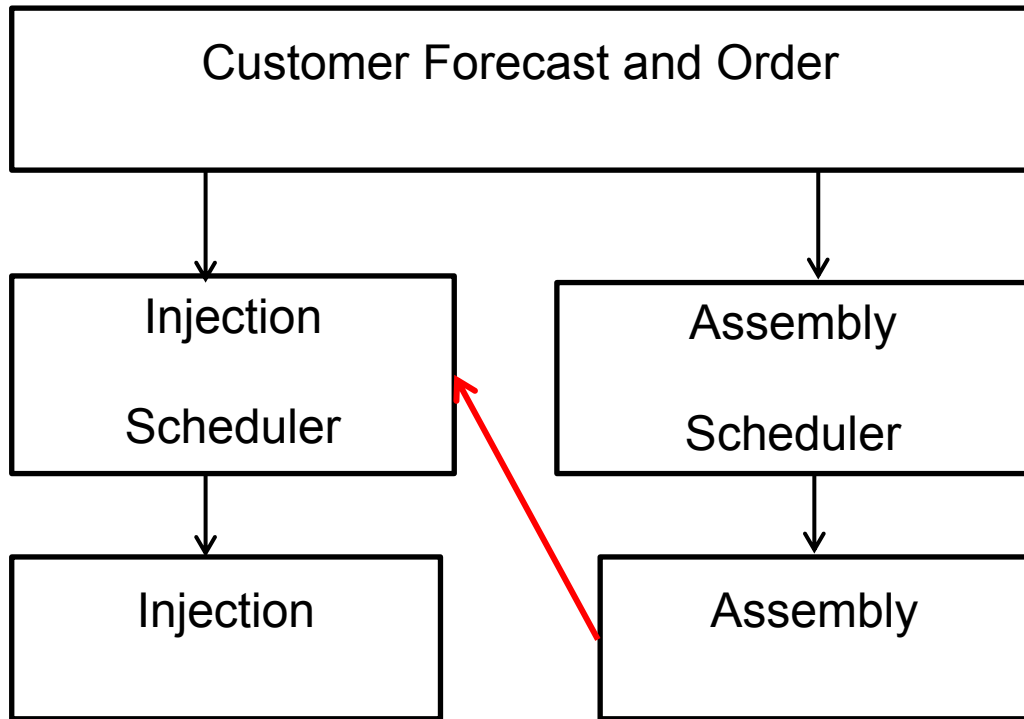 Customer Forecast and Order
Injection
Scheduler
Assembly
Scheduler
Injection
Assembly